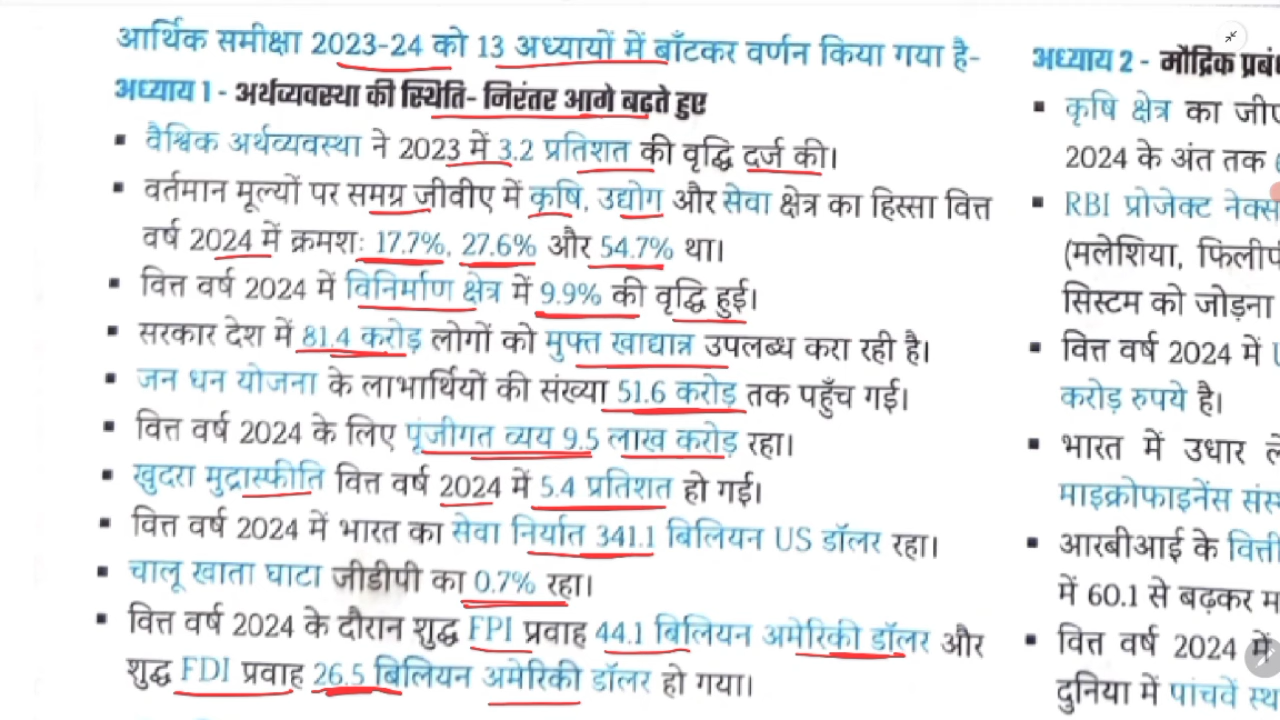 आर्थिक समीक्षा 2023-24 को 13 अध्यायों में बाँटकर वर्णन किया गया है-
अध्याय 1 - अर्थव्यवस्था की स्थिति- निरंतर आगे बढ़ते हुए
▪ वैश्विक अर्थव्यवस्था ने 2023 में 3.2 प्रतिशत की वृद्धि दर्ज की।
▪ वर्तमान मूल्यों पर समग्र जीवीए में कृषि, उद्योग और सेवा क्षेत्र का हिस्सा वित्त
वर्ष 2024 में क्रमशः 17.7%, 27.6% और 54.7% था।
▪ वित्त वर्ष 2024 में विनिर्माण क्षेत्र में 9.9% की वृद्धि हुई।
▪ सरकार देश में 81.4 करोड़ लोगों को मुफ्त खाद्यान्न उपलब्ध करा रही है।
▪ जन धन योजना के लाभार्थियों की संख्या 51.6 करोड़ तक पहुँच गई।
▪ वित्त वर्ष 2024 के लिए पूंजीगत व्यय 9.5 लाख करोड़ रहा।
▪ खुदरा मुद्रास्फीति वित्त वर्ष 2024 में 5.4 प्रतिशत हो गई।
▪ वित्त वर्ष 2024 में भारत का सेवा निर्यात 341.1 बिलियन US डॉलर रहा।
▪ चालू खाता घाटा जीडीपी का 0.7% रहा।
▪ वित्त वर्ष 2024 के दौरान शुद्ध FPI प्रवाह 44.1 बिलियन अमेरिकी डॉलर और
शुद्ध FDI प्रवाह 26.5 बिलियन अमेरिकी डॉलर हो गया।
अध्याय 2 - मौद्रिक
▪ कृषि क्षेत्र का
2024 के अंत तक
▪ RBI प्रोजेक्ट
(मलेशिया,
सिस्टम को जोड़ना
▪ वित्त वर्ष 2024 में
करोड़ रुपये है।
▪ भारत में उधार
माइक्रोफाइनेंस
▪ आरबीआई के
में 60.1 से बढ़कर
▪ वित्त वर्ष 2024 में
दुनिया में पांचवें